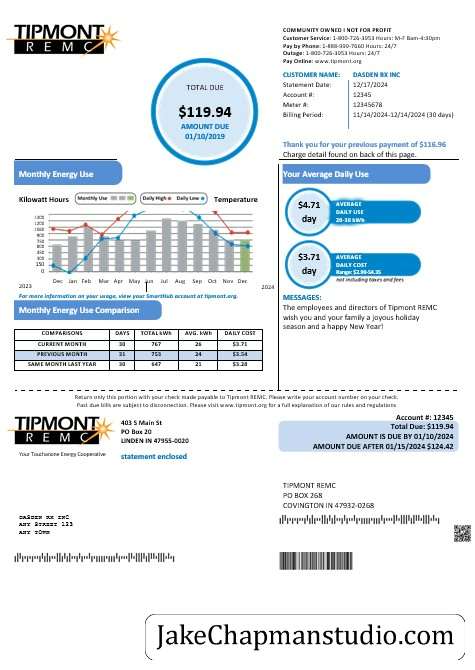 TIPMONT
REMC
COMMUNITY OWNED I NOT FOR PROFIT
Customer Service: 1-800-726-3953 Hours: M-F 8am-4:30pm
Pay by Phone: 1-888-999-7660 Hours: 24/7
Outage: 1-800-726-3953 Hours: 24/7
Pay Online: www.tipmont.org
TOTAL DUE
$119.94
AMOUNT DUE
01/10/2019
CUSTOMER NAME: DASDEN RX INC
Statement Date: 12/17/2024
Account #: 12345
Meter #: 12345678
Billing Period: 11/14/2024-12/14/2024 (30 days)
Thank you for your previous payment of $116.96
Charge detail found on back of this page.
Monthly Energy Use
Kilowatt Hours Monthly Use Daily High Daily Low Temperature
Dec Jan Feb Mar Apr May Jun Jul Aug Sep Oct Nov Dec
2023 2024
For more information on your usage, view your SmartHub account at tipmont.org.
Your Average Daily Use
$4.71
day
AVERAGE
DAILY USE
$3.71
day
AVERAGE
DAILY COST
Range: $2.99-$4.35
not including taxes and fees
MESSAGES:
The employees and directors of Tipmont REMC
wish you and your family a joyous holiday
season and a happy New Year!
Monthly Energy Use Comparison
COMPARISONS DAYS TOTAL kWh AVG. kWh DAILY COST
CURRENT MONTH 30 767 26 $3.71
PREVIOUS MONTH 31 753 24 $3.54
SAME MONTH LAST YEAR 30 647 21 $3.20
Return only this portion with your check made payable to Tipmont REMC. Please write your account number on your check.
Past due bills are subject to disconnection. Please visit www.tipmont.org for a full explanation of our rules and regulations
TIPMONT
REMC
Your Touchstone Energy Cooperative
403 S Main St
PO Box 20
LINDEN IN 47955-0020
statement enclosed
Account #: 12345
Total Due: $119.94
AMOUNT IS DUE BY 01/10/2024
AMOUNT DUE AFTER 01/15/2024 $124.42
TIPMONT REMC
PO BOX 268
COVINGTON IN 47932-0268
DASDEN RX INC
ANY STREET 123
ANY TOWN
JakeChapmanstudio.com